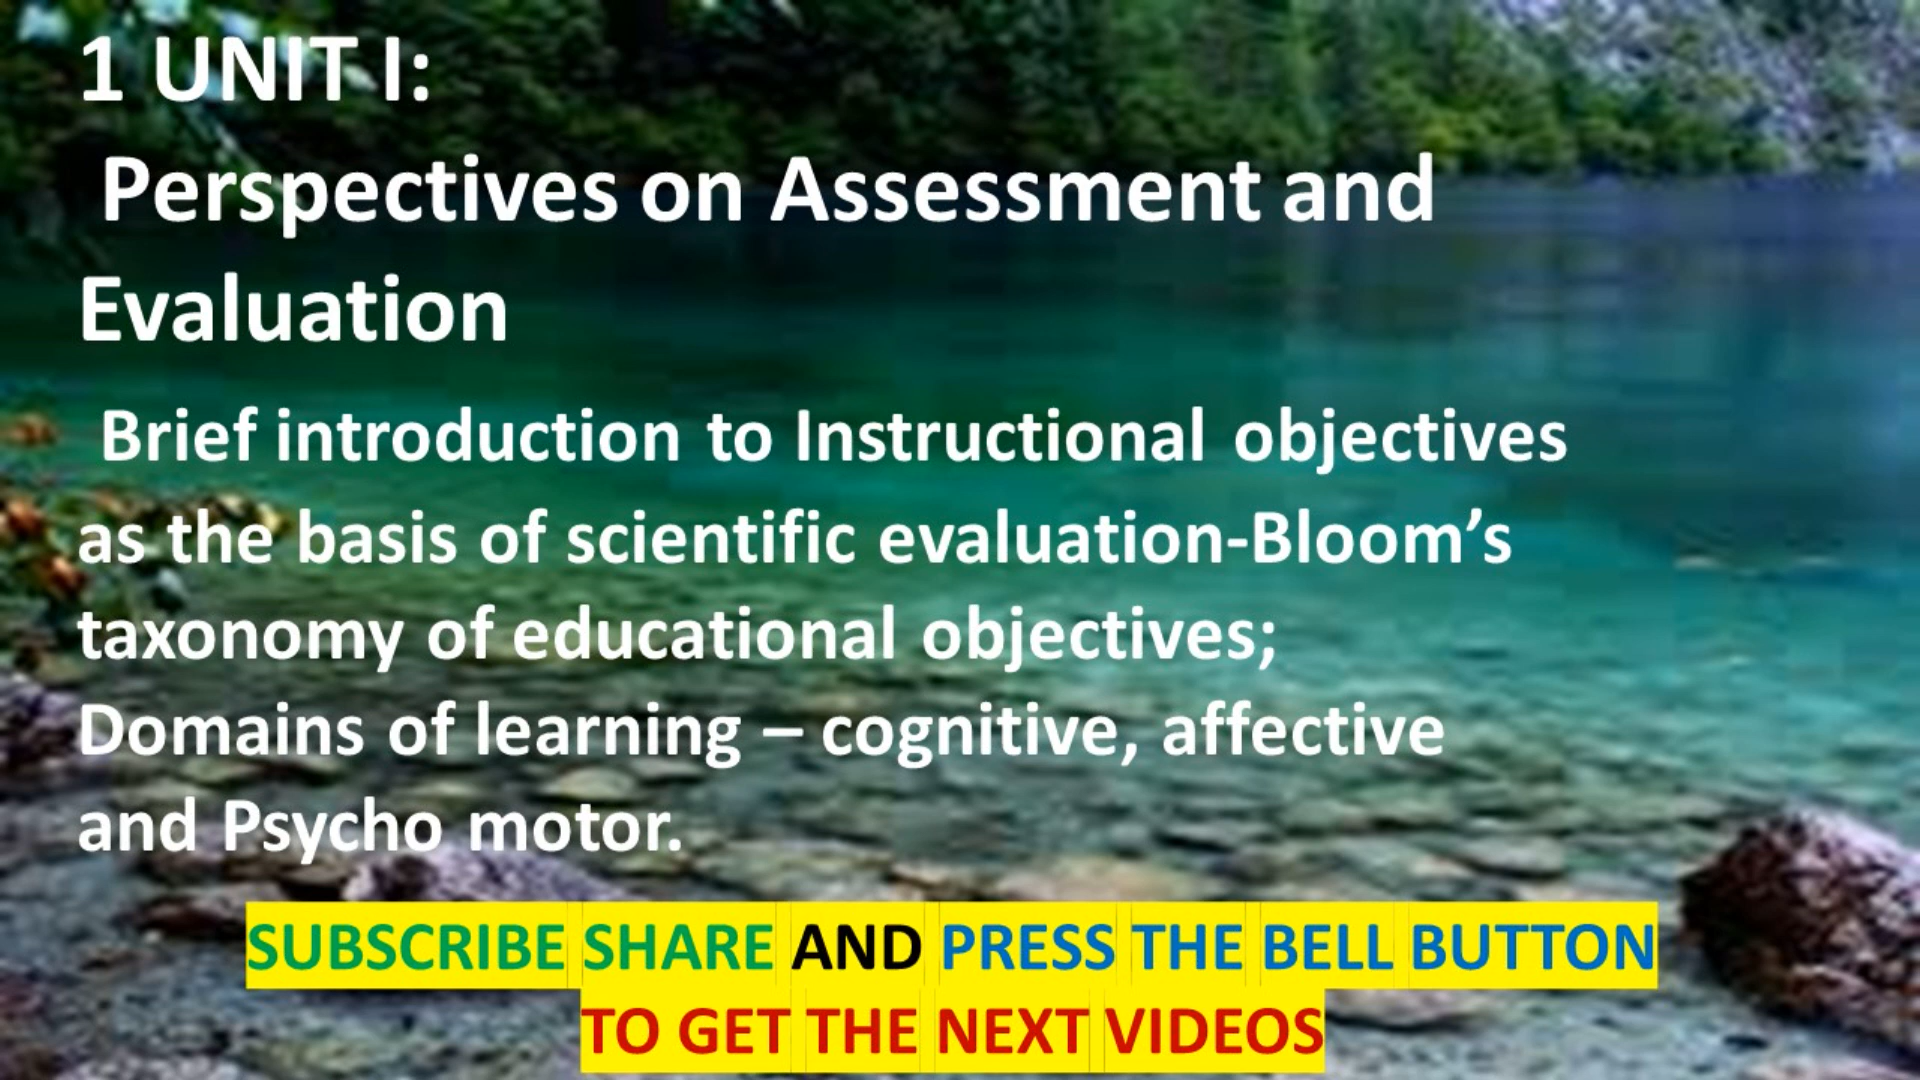 1 UNIT I:
Perspectives on Assessment and
Evaluation
Brief introduction to Instructional objectives
as the basis of scientific evaluation-Bloom’s
taxonomy of educational objectives;
Domains of learning – cognitive, affective
and Psycho motor.
SUBSCRIBE SHARE AND PRESS THE BELL BUTTON
TO GET THE NEXT VIDEOS